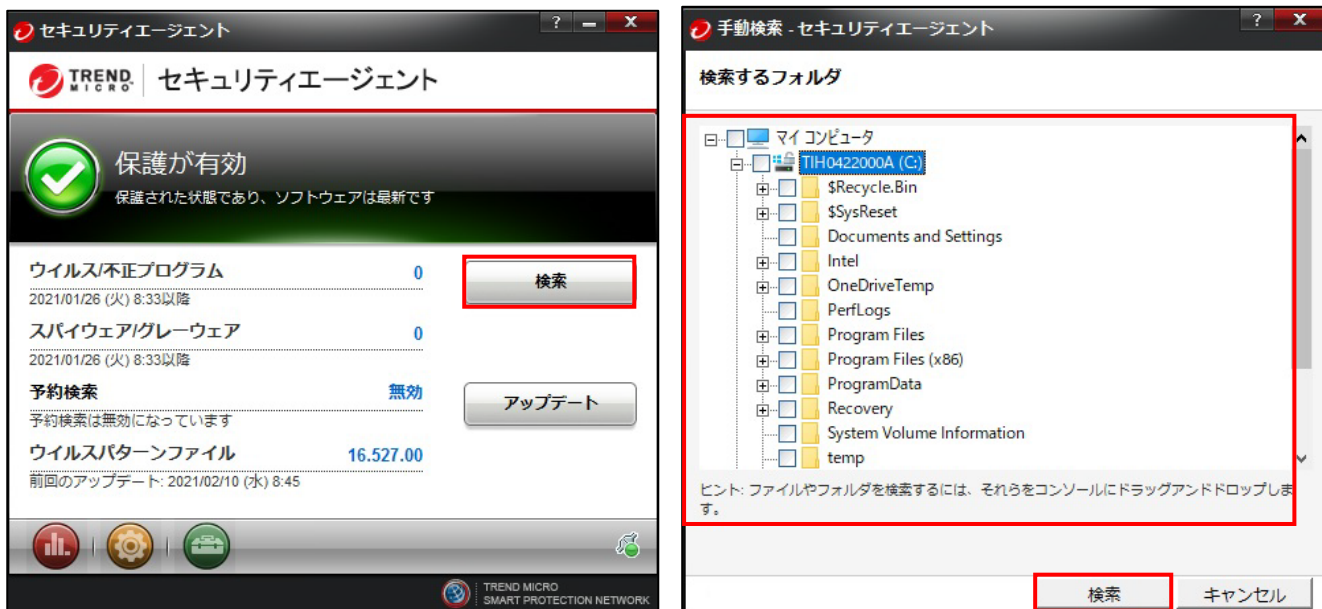 セキュリティエージェント
? – X
TREND MICRO セキュリティエージェント
保護が有効
保護された状態であり、ソフトウェアは最新です
ウイルス/不正プログラム 0
2021/01/26 (火) 8:33以降
検索
スパイウェア/グレーウェア 0
2021/01/26 (火) 8:33以降
予約検索 無効
予約検索は無効になっています
アップデート
ウイルスパターンファイル 16.527.00
前回のアップデート: 2021/02/10 (水) 8:45
TREND MICRO
SMART PROTECTION NETWORK
手動検索 - セキュリティエージェント
? X
検索するフォルダ
マイ コンピュータ
TIH0422000A (C:)
$Recycle.Bin
$SysReset
Documents and Settings
Intel
OneDriveTemp
PerfLogs
Program Files
Program Files (x86)
ProgramData
Recovery
System Volume Information
temp
ヒント: ファイルやフォルダを検索するには、それらをコンソールにドラッグアンドドロップしま
す。
検索
キャンセル